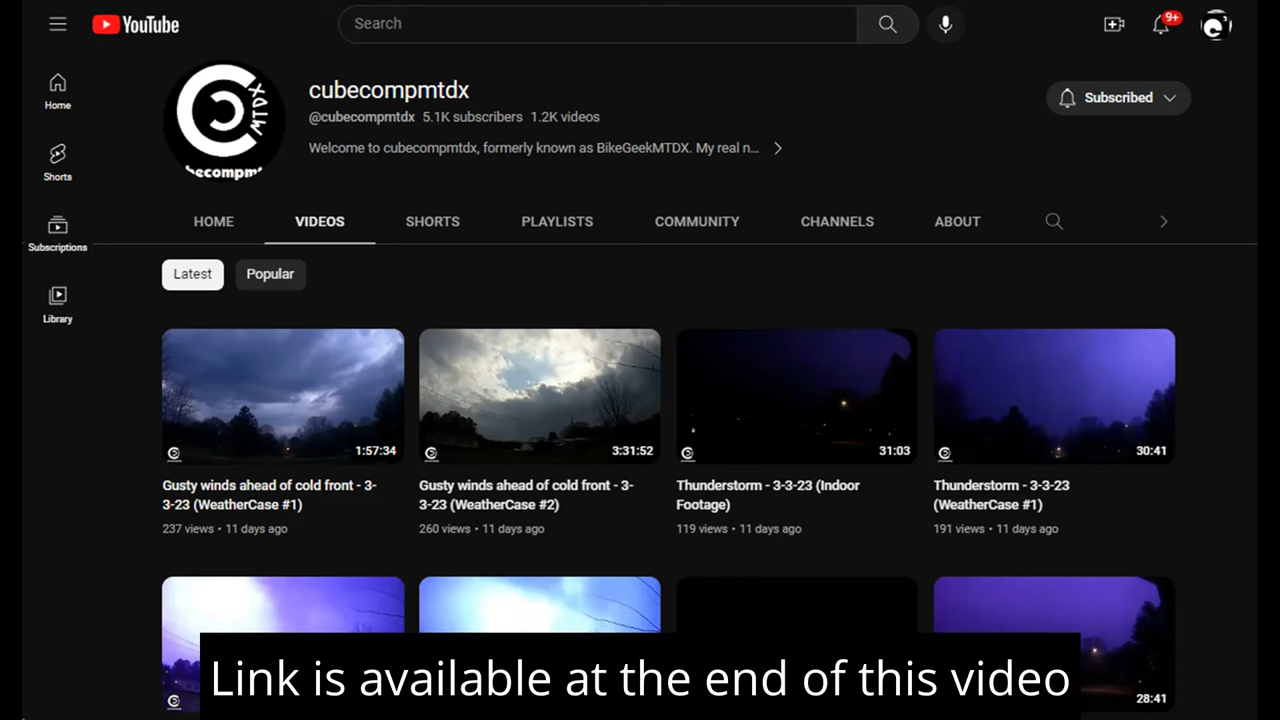 YouTube
Search
9+
Home
Shorts
Subscriptions
Library
MTDX
becompm
cubecompmtdx
@cubecompmtdx 5.1K subscribers 1.2K videos
Welcome to cubecompmtdx, formerly known as BikeGeekMTDX. My real n...
Subscribed
HOME VIDEOS SHORTS PLAYLISTS COMMUNITY CHANNELS ABOUT
Latest Popular
1:57:34
3:31:52
31:03
30:41
Gusty winds ahead of cold front - 3-
3-23 (WeatherCase #1)
237 views • 11 days ago
Gusty winds ahead of cold front - 3-
3-23 (WeatherCase #2)
260 views • 11 days ago
Thunderstorm - 3-3-23 (Indoor
Footage)
119 views • 11 days ago
Thunderstorm - 3-3-23
(WeatherCase #1)
191 views • 11 days ago
28:41
Link is available at the end of this video